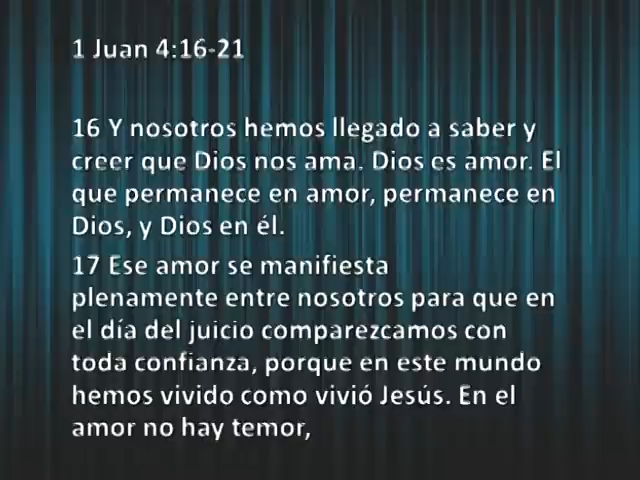 1 Juan 4:16-21
16 Y nosotros hemos llegado a saber y
creer que Dios nos ama. Dios es amor. El
que permanece en amor, permanece en
Dios, y Dios en él.
17 Ese amor se manifiesta
plenamente entre nosotros para que en
el día del juicio comparezcamos con
toda confianza, porque en este mundo
hemos vivido como vivió Jesús. En el
amor no hay temor,